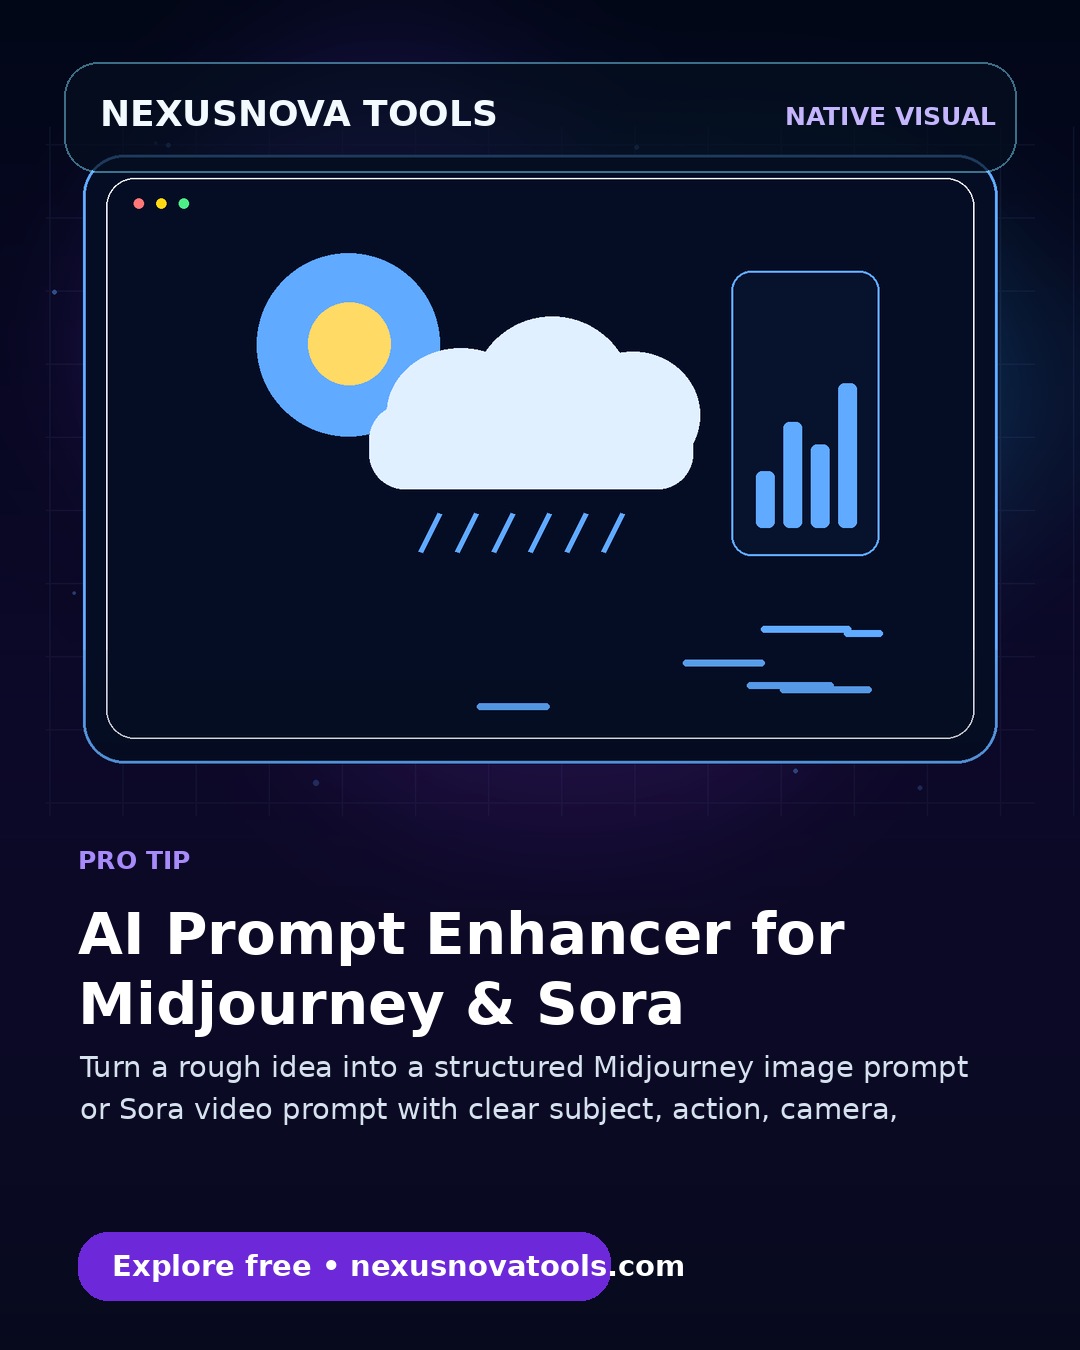 NEXUSNOVA TOOLS
NATIVE VISUAL
PRO TIP
AI Prompt Enhancer for
Midjourney & Sora
Turn a rough idea into a structured Midjourney image prompt
or Sora video prompt with clear subject, action, camera,
Explore free • nexusnovatools.com